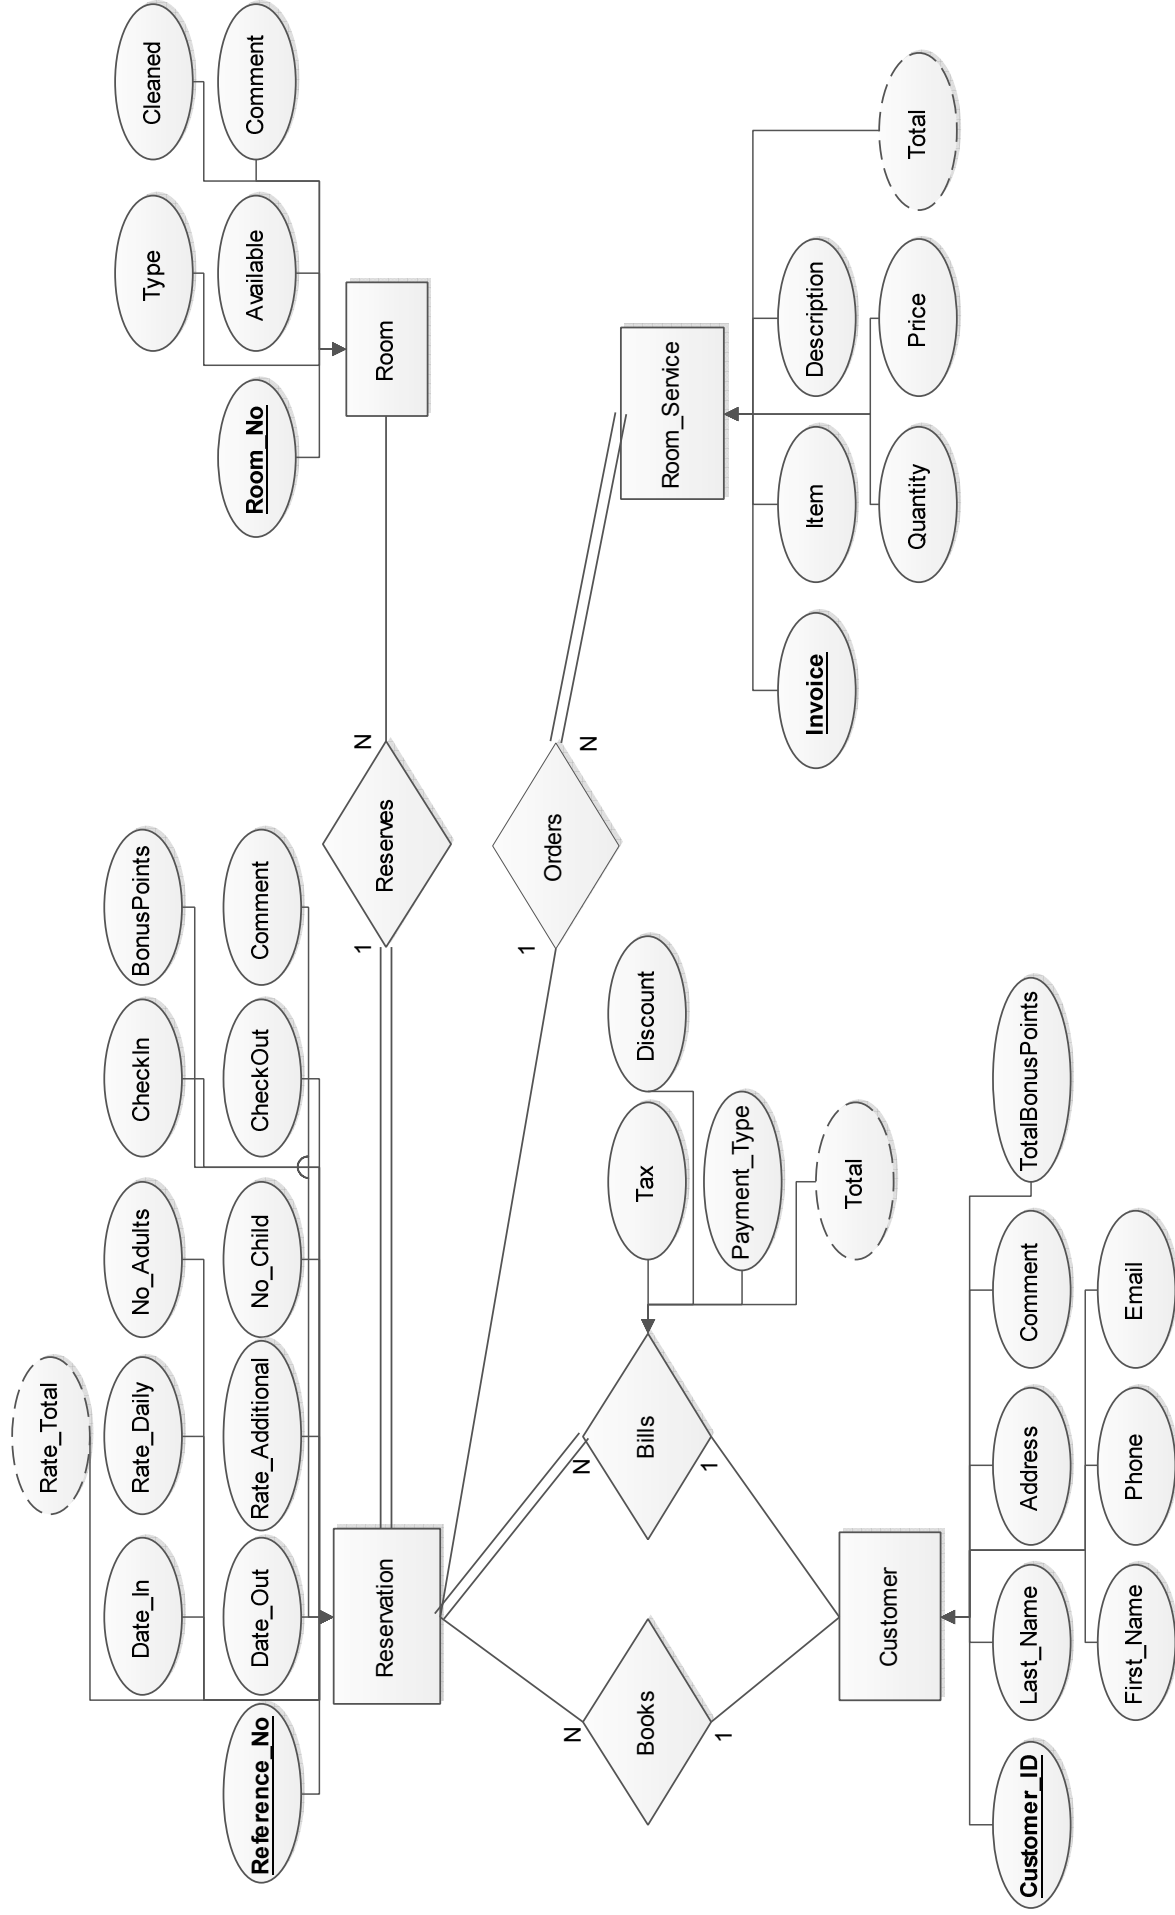 Rate_Total
Date_In
Rate_Daily
No_Adults
CheckIn
BonusPoints
Reference_No
Date_Out
Rate_Additional
No_Child
CheckOut
Comment
Type
Cleaned
Room_No
Available
Comment
Reservation
1
Reserves
N
Room
1
Orders
N
Room_Service
N
Books
1
N
Bills
1
Tax
Discount
Payment_Type
Total
Invoice
Item
Description
Quantity
Price
Total
Customer
Customer_ID
Last_Name
Address
Comment
TotalBonusPoints
First_Name
Phone
Email